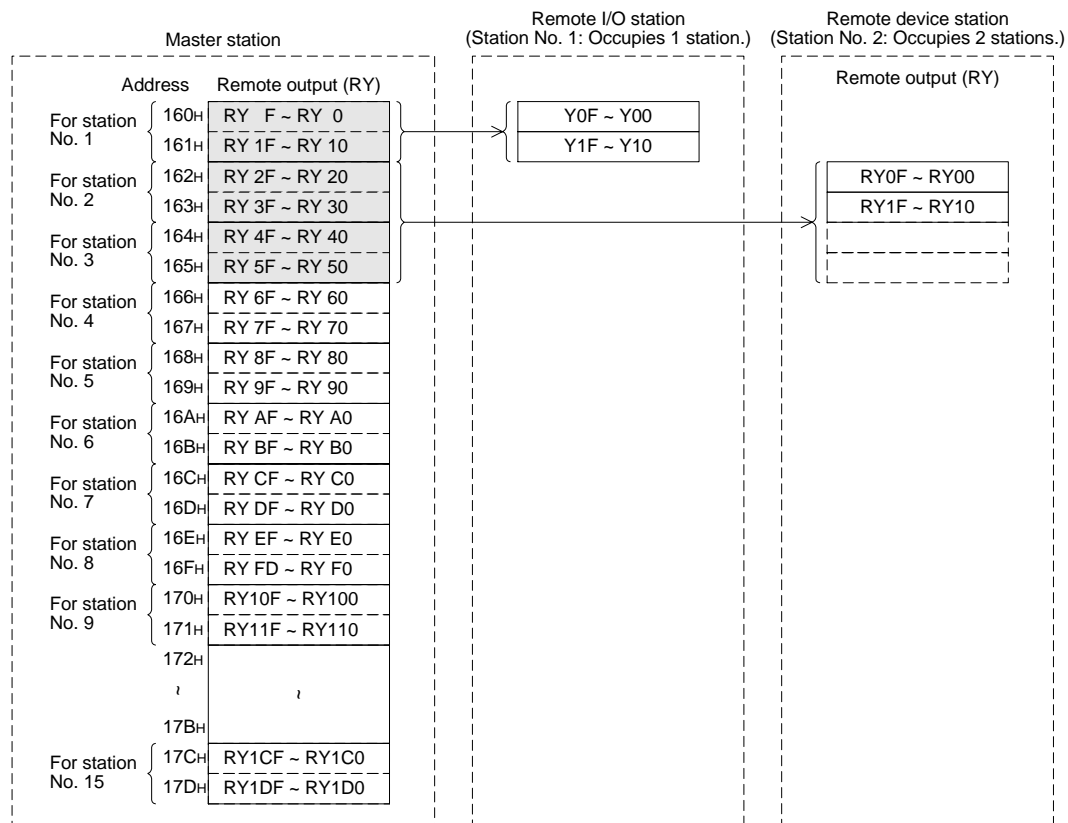 Remote I/O station
(Station No. 1: Occupies 1 station.)
Remote device station
(Station No. 2: Occupies 2 stations.)
Master station
Address Remote output (RY)
Remote output (RY)
For station
No. 1
160H RY F ~ RY 0
161H RY 1F ~ RY 10
Y0F ~ Y00
Y1F ~ Y10
For station
No. 2
162H RY 2F ~ RY 20
163H RY 3F ~ RY 30
RY0F ~ RY00
RY1F ~ RY10
For station
No. 3
164H RY 4F ~ RY 40
165H RY 5F ~ RY 50
For station
No. 4
166H RY 6F ~ RY 60
167H RY 7F ~ RY 70
For station
No. 5
168H RY 8F ~ RY 80
169H RY 9F ~ RY 90
For station
No. 6
16AH RY AF ~ RY A0
16BH RY BF ~ RY B0
For station
No. 7
16CH RY CF ~ RY C0
16DH RY DF ~ RY D0
For station
No. 8
16EH RY EF ~ RY E0
16FH RY FD ~ RY F0
For station
No. 9
170H RY10F ~ RY100
171H RY11F ~ RY110
172H
~ ~
17BH
For station
No. 15
17CH RY1CF ~ RY1C0
17DH RY1DF ~ RY1D0